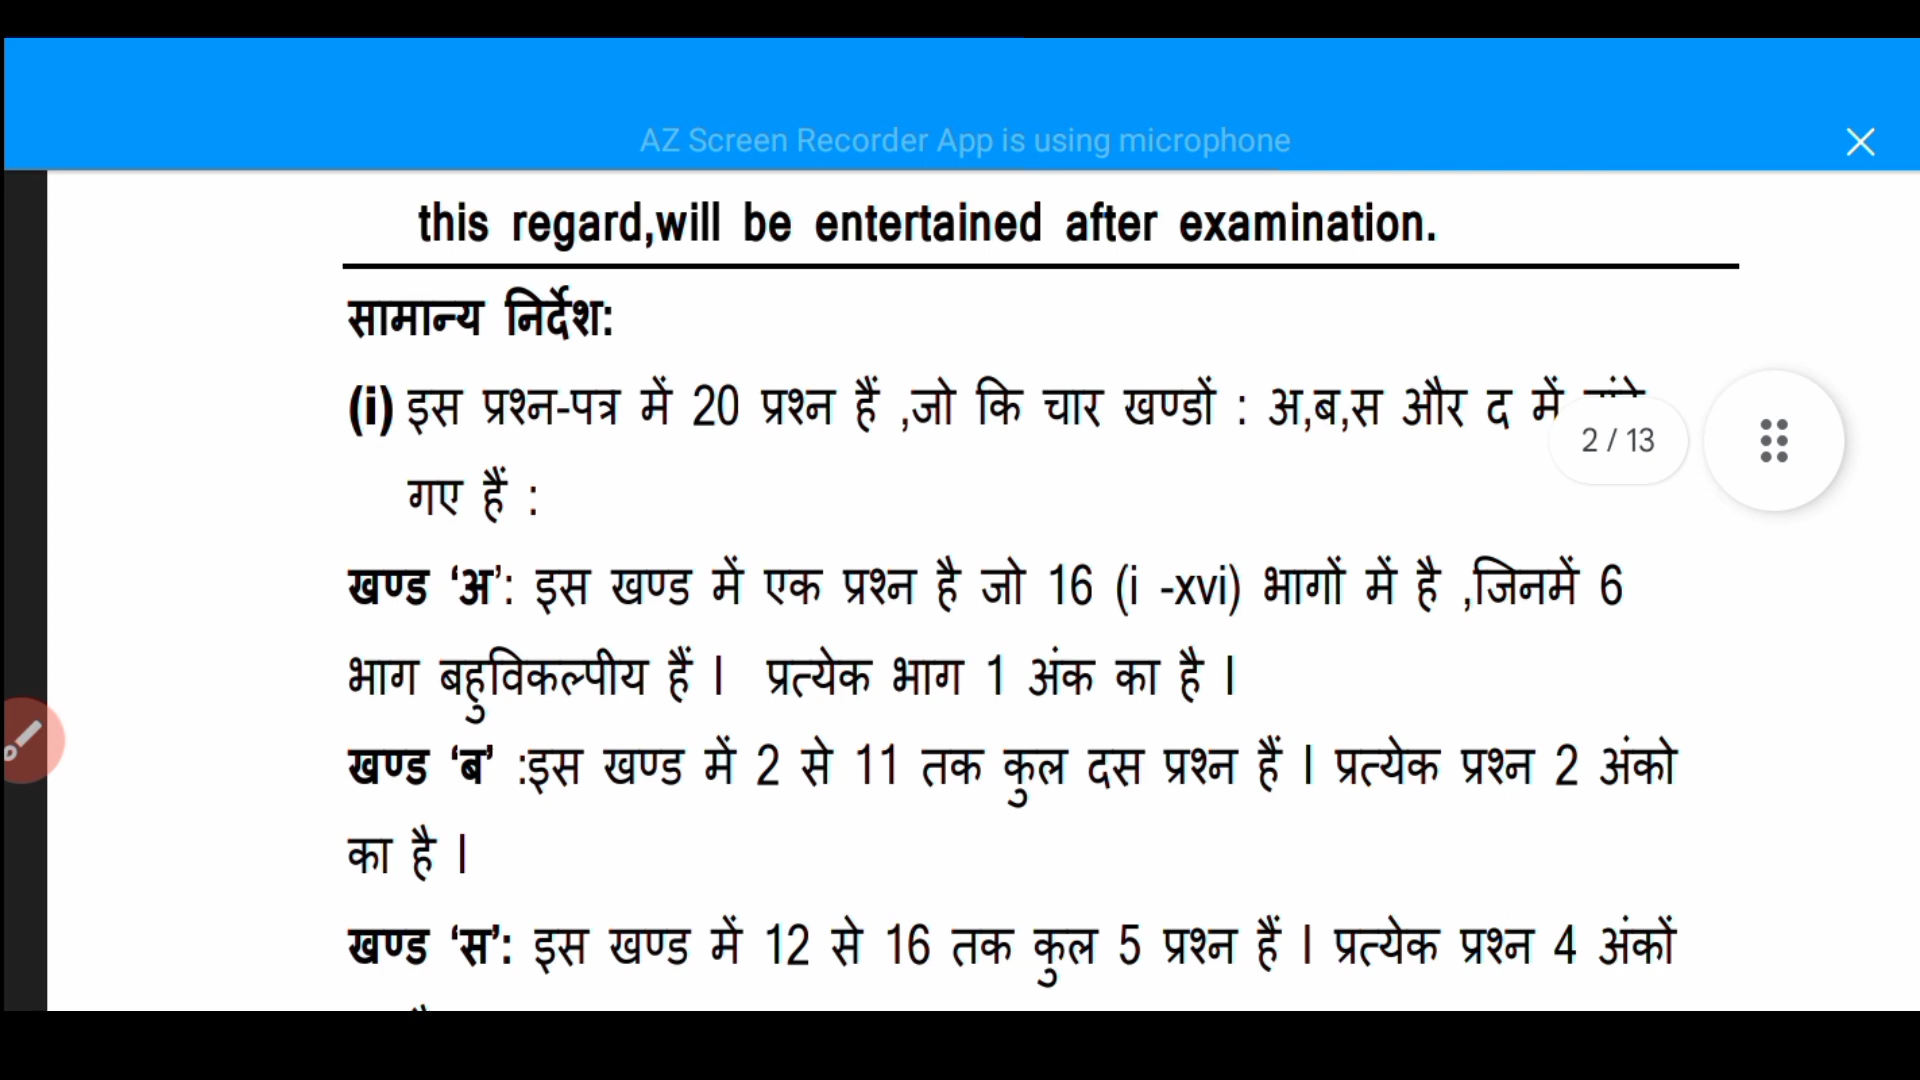 AZ Screen Recorder App is using microphone
this regard,will be entertained after examination.
सामान्य निर्देश:
(i) इस प्रश्न-पत्र में 20 प्रश्न हैं ,जो कि चार खण्डों : अ,ब,स और द में
2 / 13
गए हैं :
खण्ड ‘अ’: इस खण्ड में एक प्रश्न है जो 16 (i -xvi) भागों में है ,जिनमें 6
भाग बहुविकल्पीय हैं । प्रत्येक भाग 1 अंक का है ।
खण्ड ‘ब’ :इस खण्ड में 2 से 11 तक कुल दस प्रश्न हैं । प्रत्येक प्रश्न 2 अंको
का है ।
खण्ड ‘स’: इस खण्ड में 12 से 16 तक कुल 5 प्रश्न हैं । प्रत्येक प्रश्न 4 अंकों